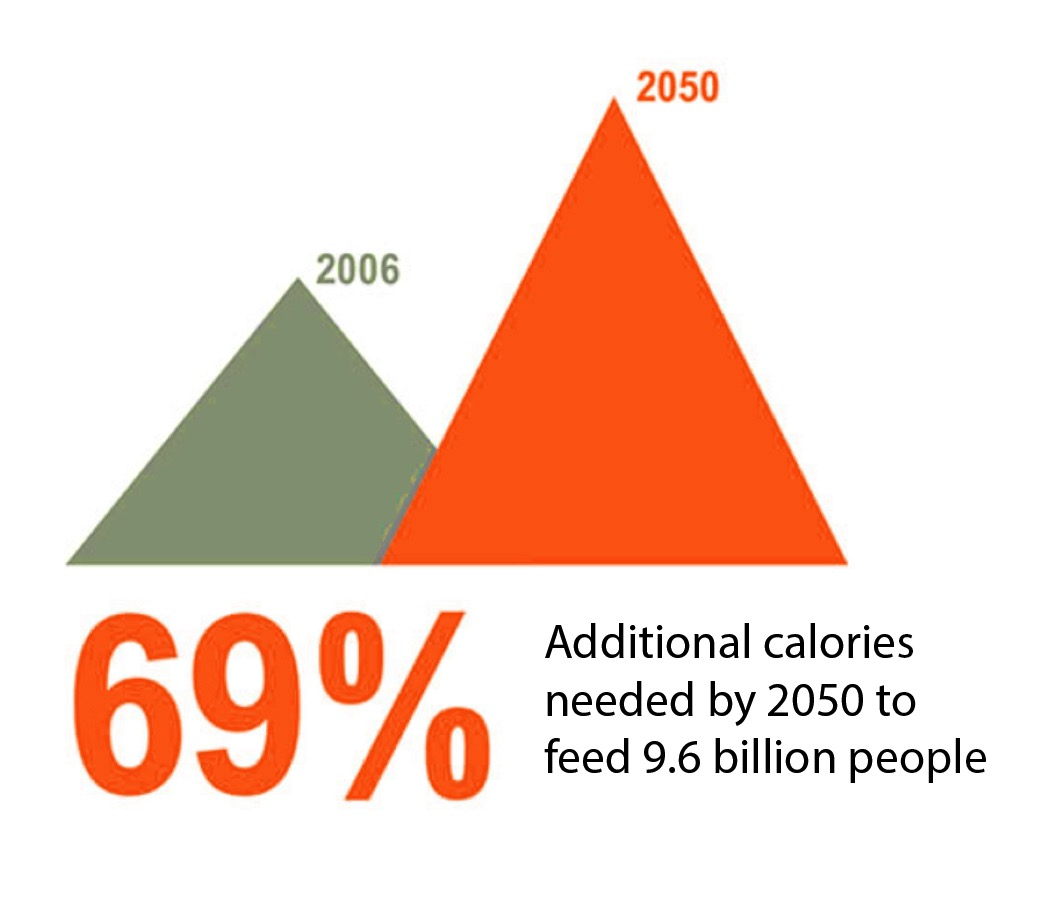 2050
2006
69%
Additional calories
needed by 2050 to
feed 9.6 billion people